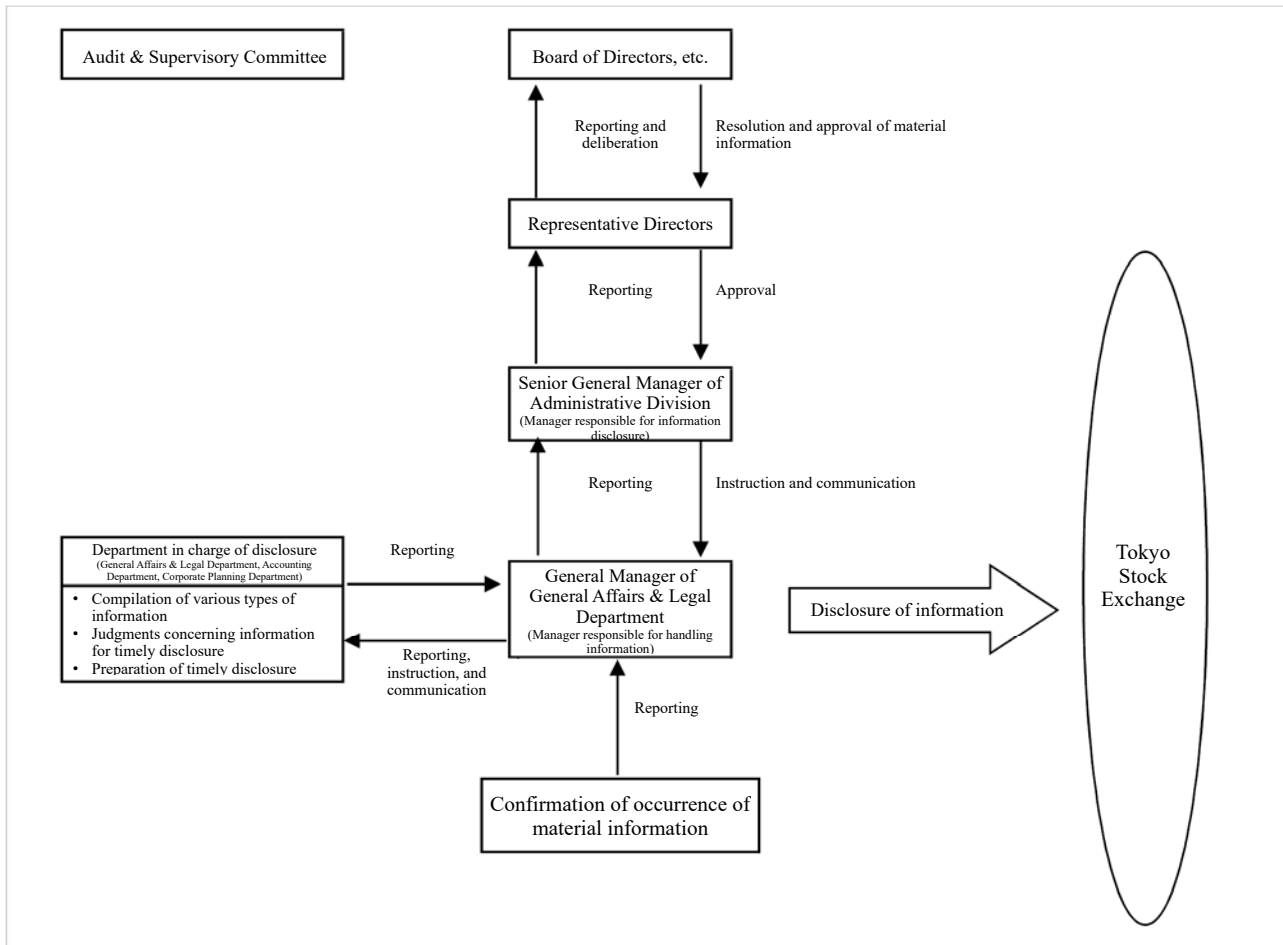 Audit & Supervisory Committee
Board of Directors, etc.
Reporting and
deliberation
Resolution and approval of material
information
Representative Directors
Reporting
Approval
Senior General Manager of
Administrative Division
(Manager responsible for information
disclosure)
Reporting
Instruction and communication
Department in charge of disclosure
(General Affairs & Legal Department, Accounting
Department, Corporate Planning Department)
• Compilation of various types of
information
• Judgments concerning information
for timely disclosure
• Preparation of timely disclosure
Reporting
Reporting,
instruction, and
communication
General Manager of
General Affairs & Legal
Department
(Manager responsible for handling
information)
Reporting
Confirmation of occurrence of
material information
Disclosure of information
Tokyo
Stock
Exchange